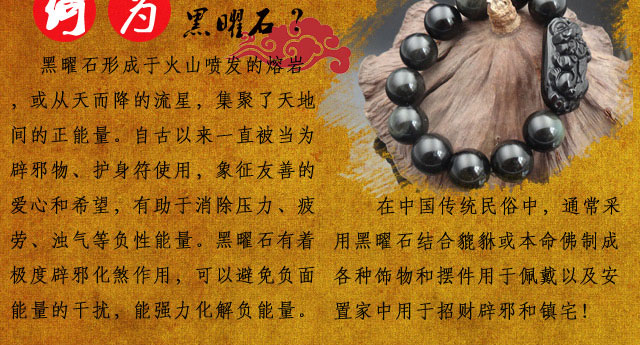 何为黑曜石？
黑曜石形成于火山喷发的熔岩
，或从天而降的流星，集聚了天地
间的正能量。自古以来一直被当为
辟邪物、护身符使用，象征友善的
爱心和希望，有助于消除压力、疲
劳、浊气等负性能量。黑曜石有着
极度辟邪化煞作用，可以避免负面
能量的干扰，能强力化解负能量。
在中国传统民俗中，通常采
用黑曜石结合貔貅或本命佛制成
各种饰物和摆件用于佩戴以及安
置家中用于招财辟邪和镇宅！